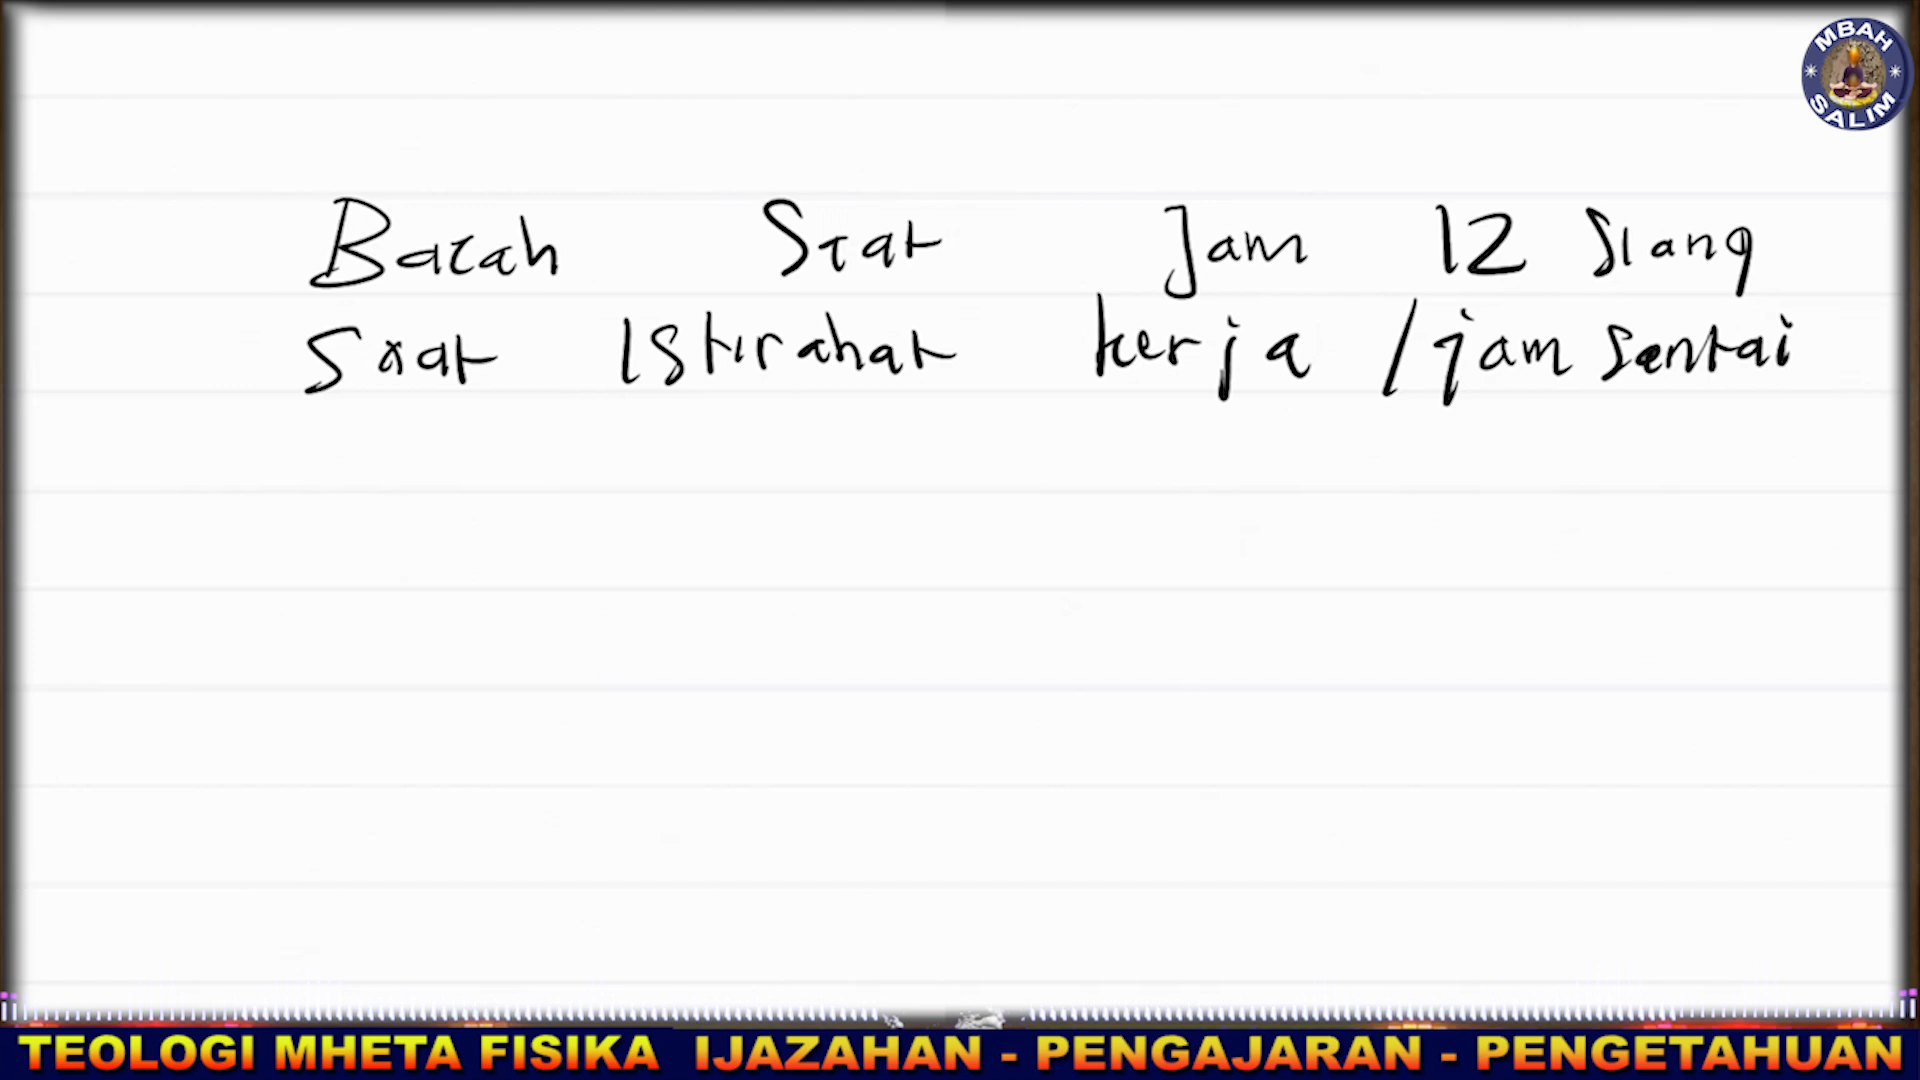 MBAH SALIM
Bacah Saat Jam 12 Siang
Saat Istirahat kerja / jam santai
TEOLOGI MHETA FISIKA IJAZAHAN - PENGAJARAN - PENGETAHUAN